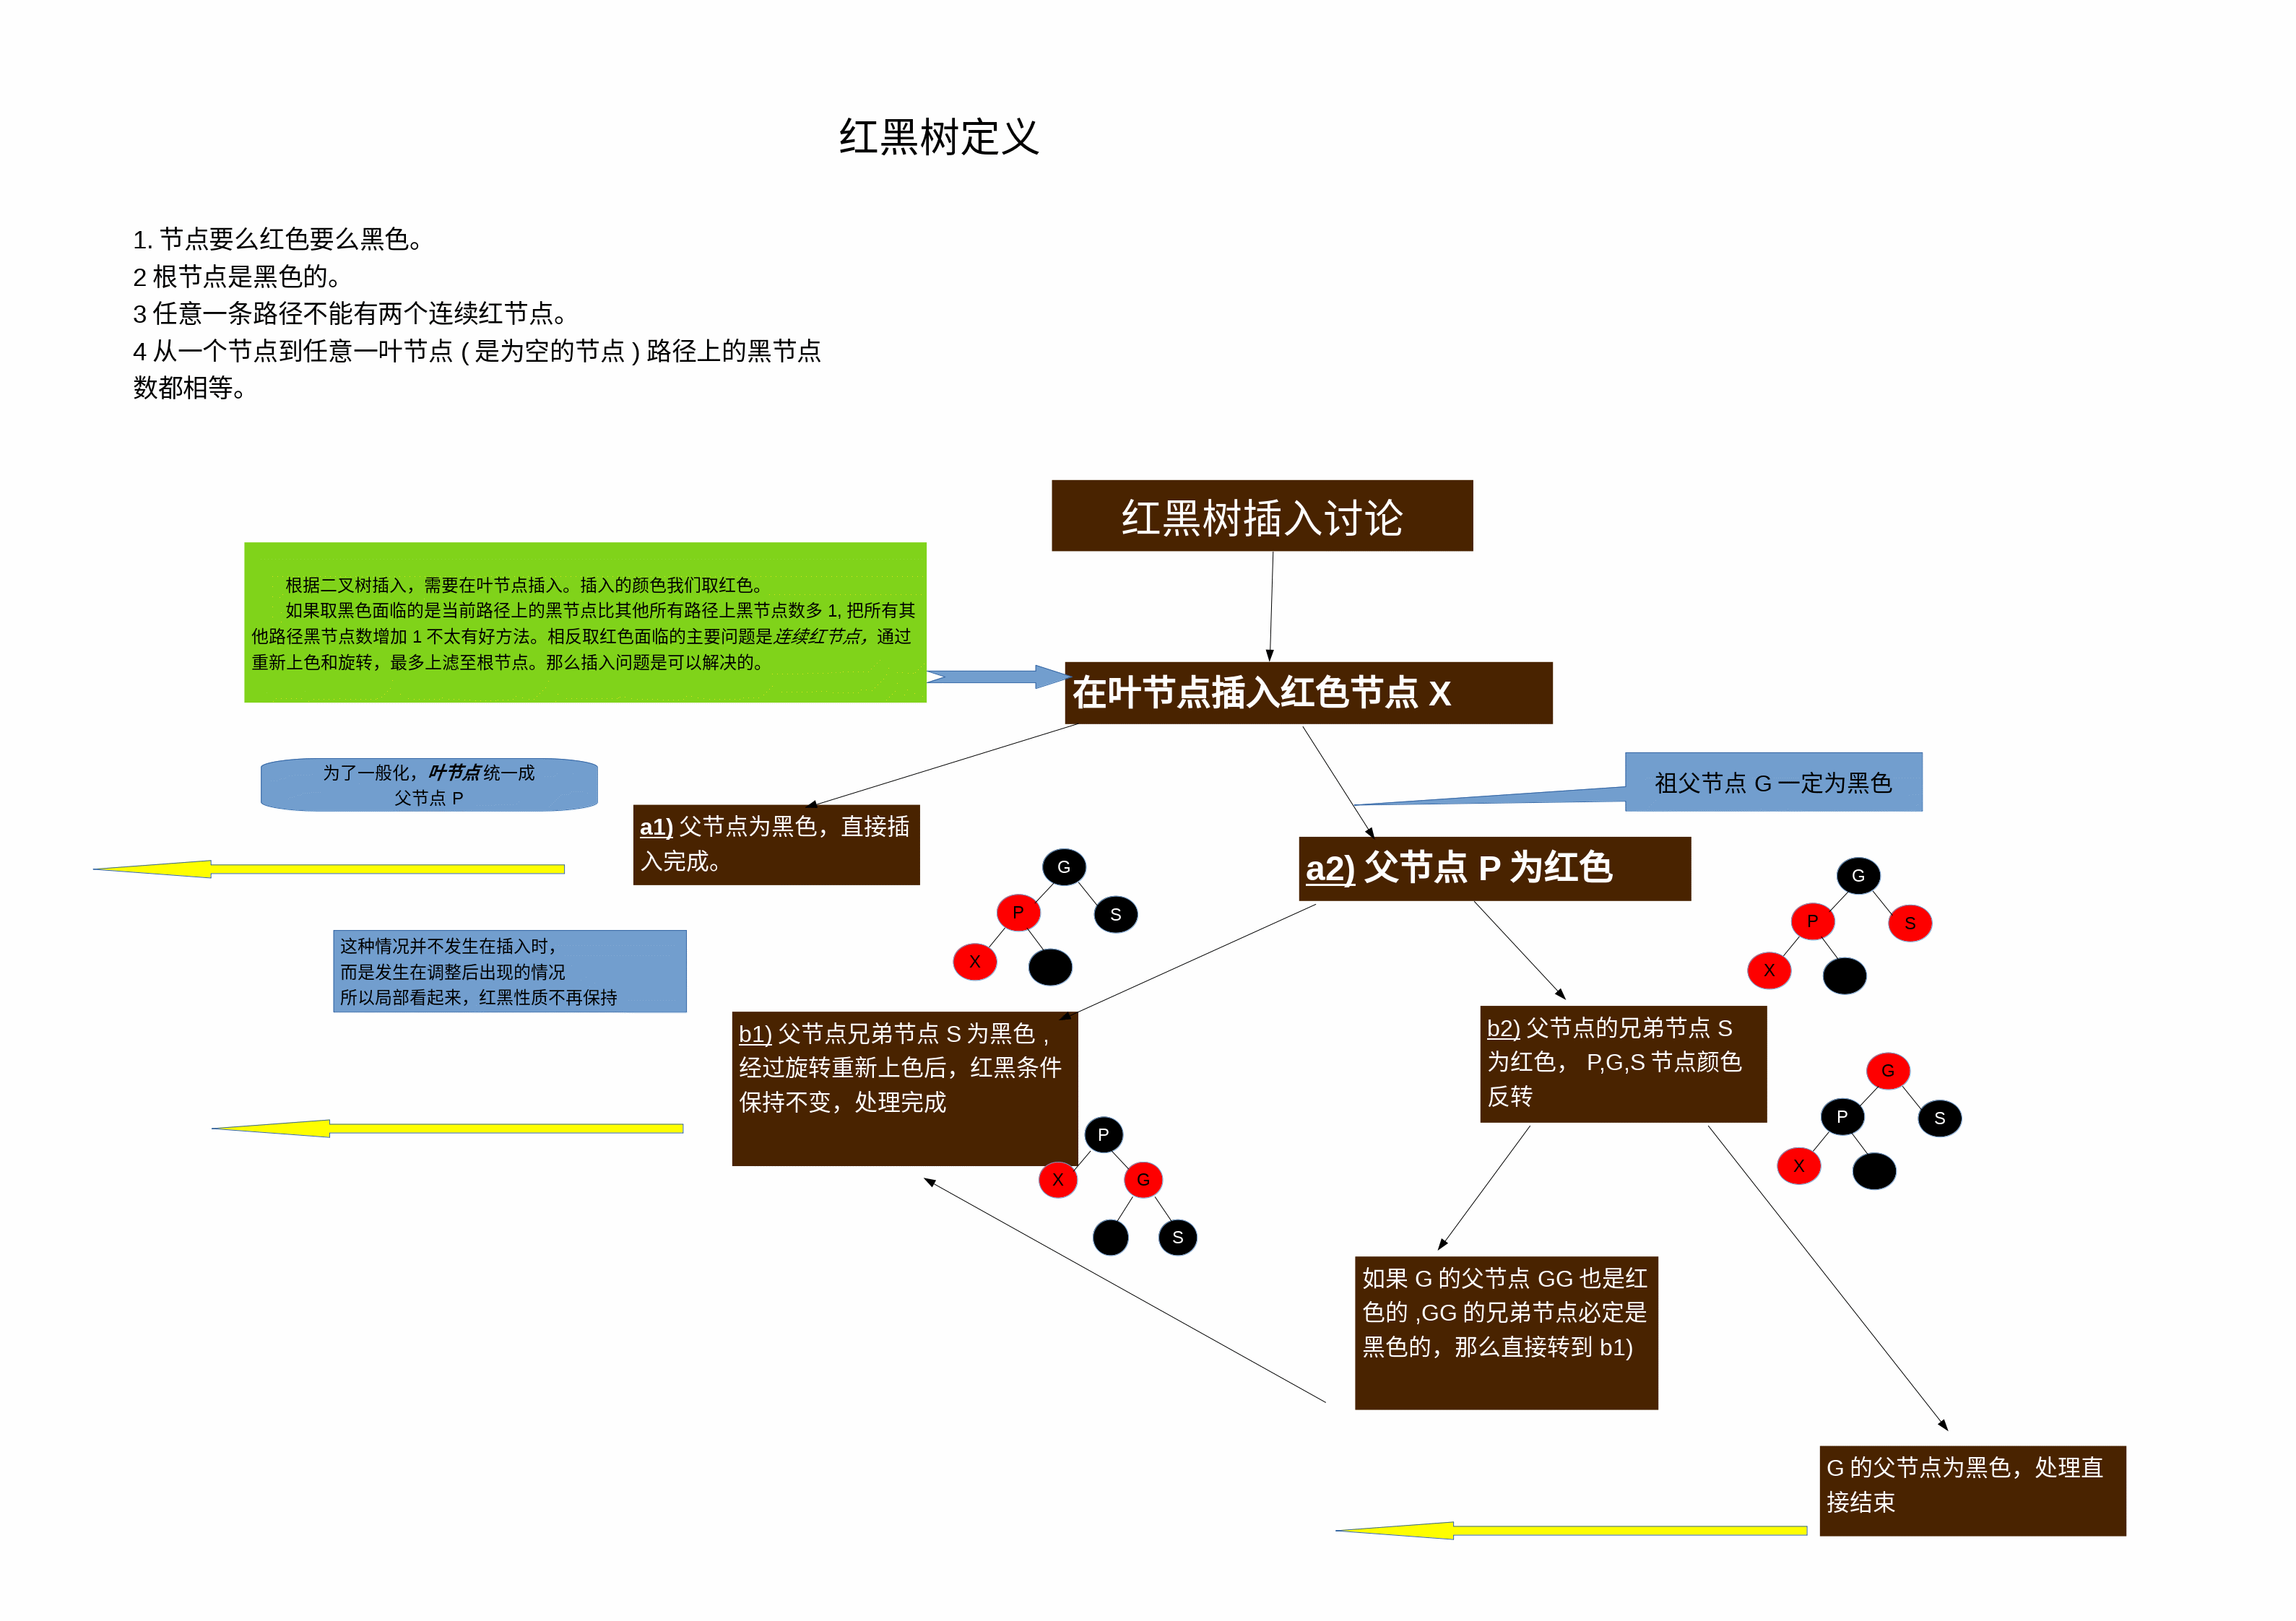 红黑树定义
1. 节点要么红色要么黑色。
2 根节点是黑色的。
3 任意一条路径不能有两个连续红节点。
4 从一个节点到任意一叶节点 ( 是为空的节点 ) 路径上的黑节点
数都相等。
红黑树插入讨论
根据二叉树插入，需要在叶节点插入。插入的颜色我们取红色。
如果取黑色面临的是当前路径上的黑节点比其他所有路径上黑节点数多 1, 把所有其
他路径黑节点数增加 1 不太有好方法。相反取红色面临的主要问题是连续红节点，通过
重新上色和旋转，最多上滤至根节点。那么插入问题是可以解决的。
在叶节点插入红色节点 X
为了一般化，叶节点统一成
父节点 P
祖父节点 G 一定为黑色
a1) 父节点为黑色，直接插
入完成。
a2) 父节点 P 为红色
G
P
S
X
G
P
S
X
这种情况并不发生在插入时，
而是发生在调整后出现的情况
所以局部看起来，红黑性质不再保持
b1) 父节点兄弟节点 S 为黑色 ,
经过旋转重新上色后，红黑条件
保持不变，处理完成
b2) 父节点的兄弟节点 S
为红色， P,G,S 节点颜色
反转
G
P
S
X
P
X
G
S
如果 G 的父节点 GG 也是红
色的 ,GG 的兄弟节点必定是
黑色的，那么直接转到 b1)
G 的父节点为黑色，处理直
接结束